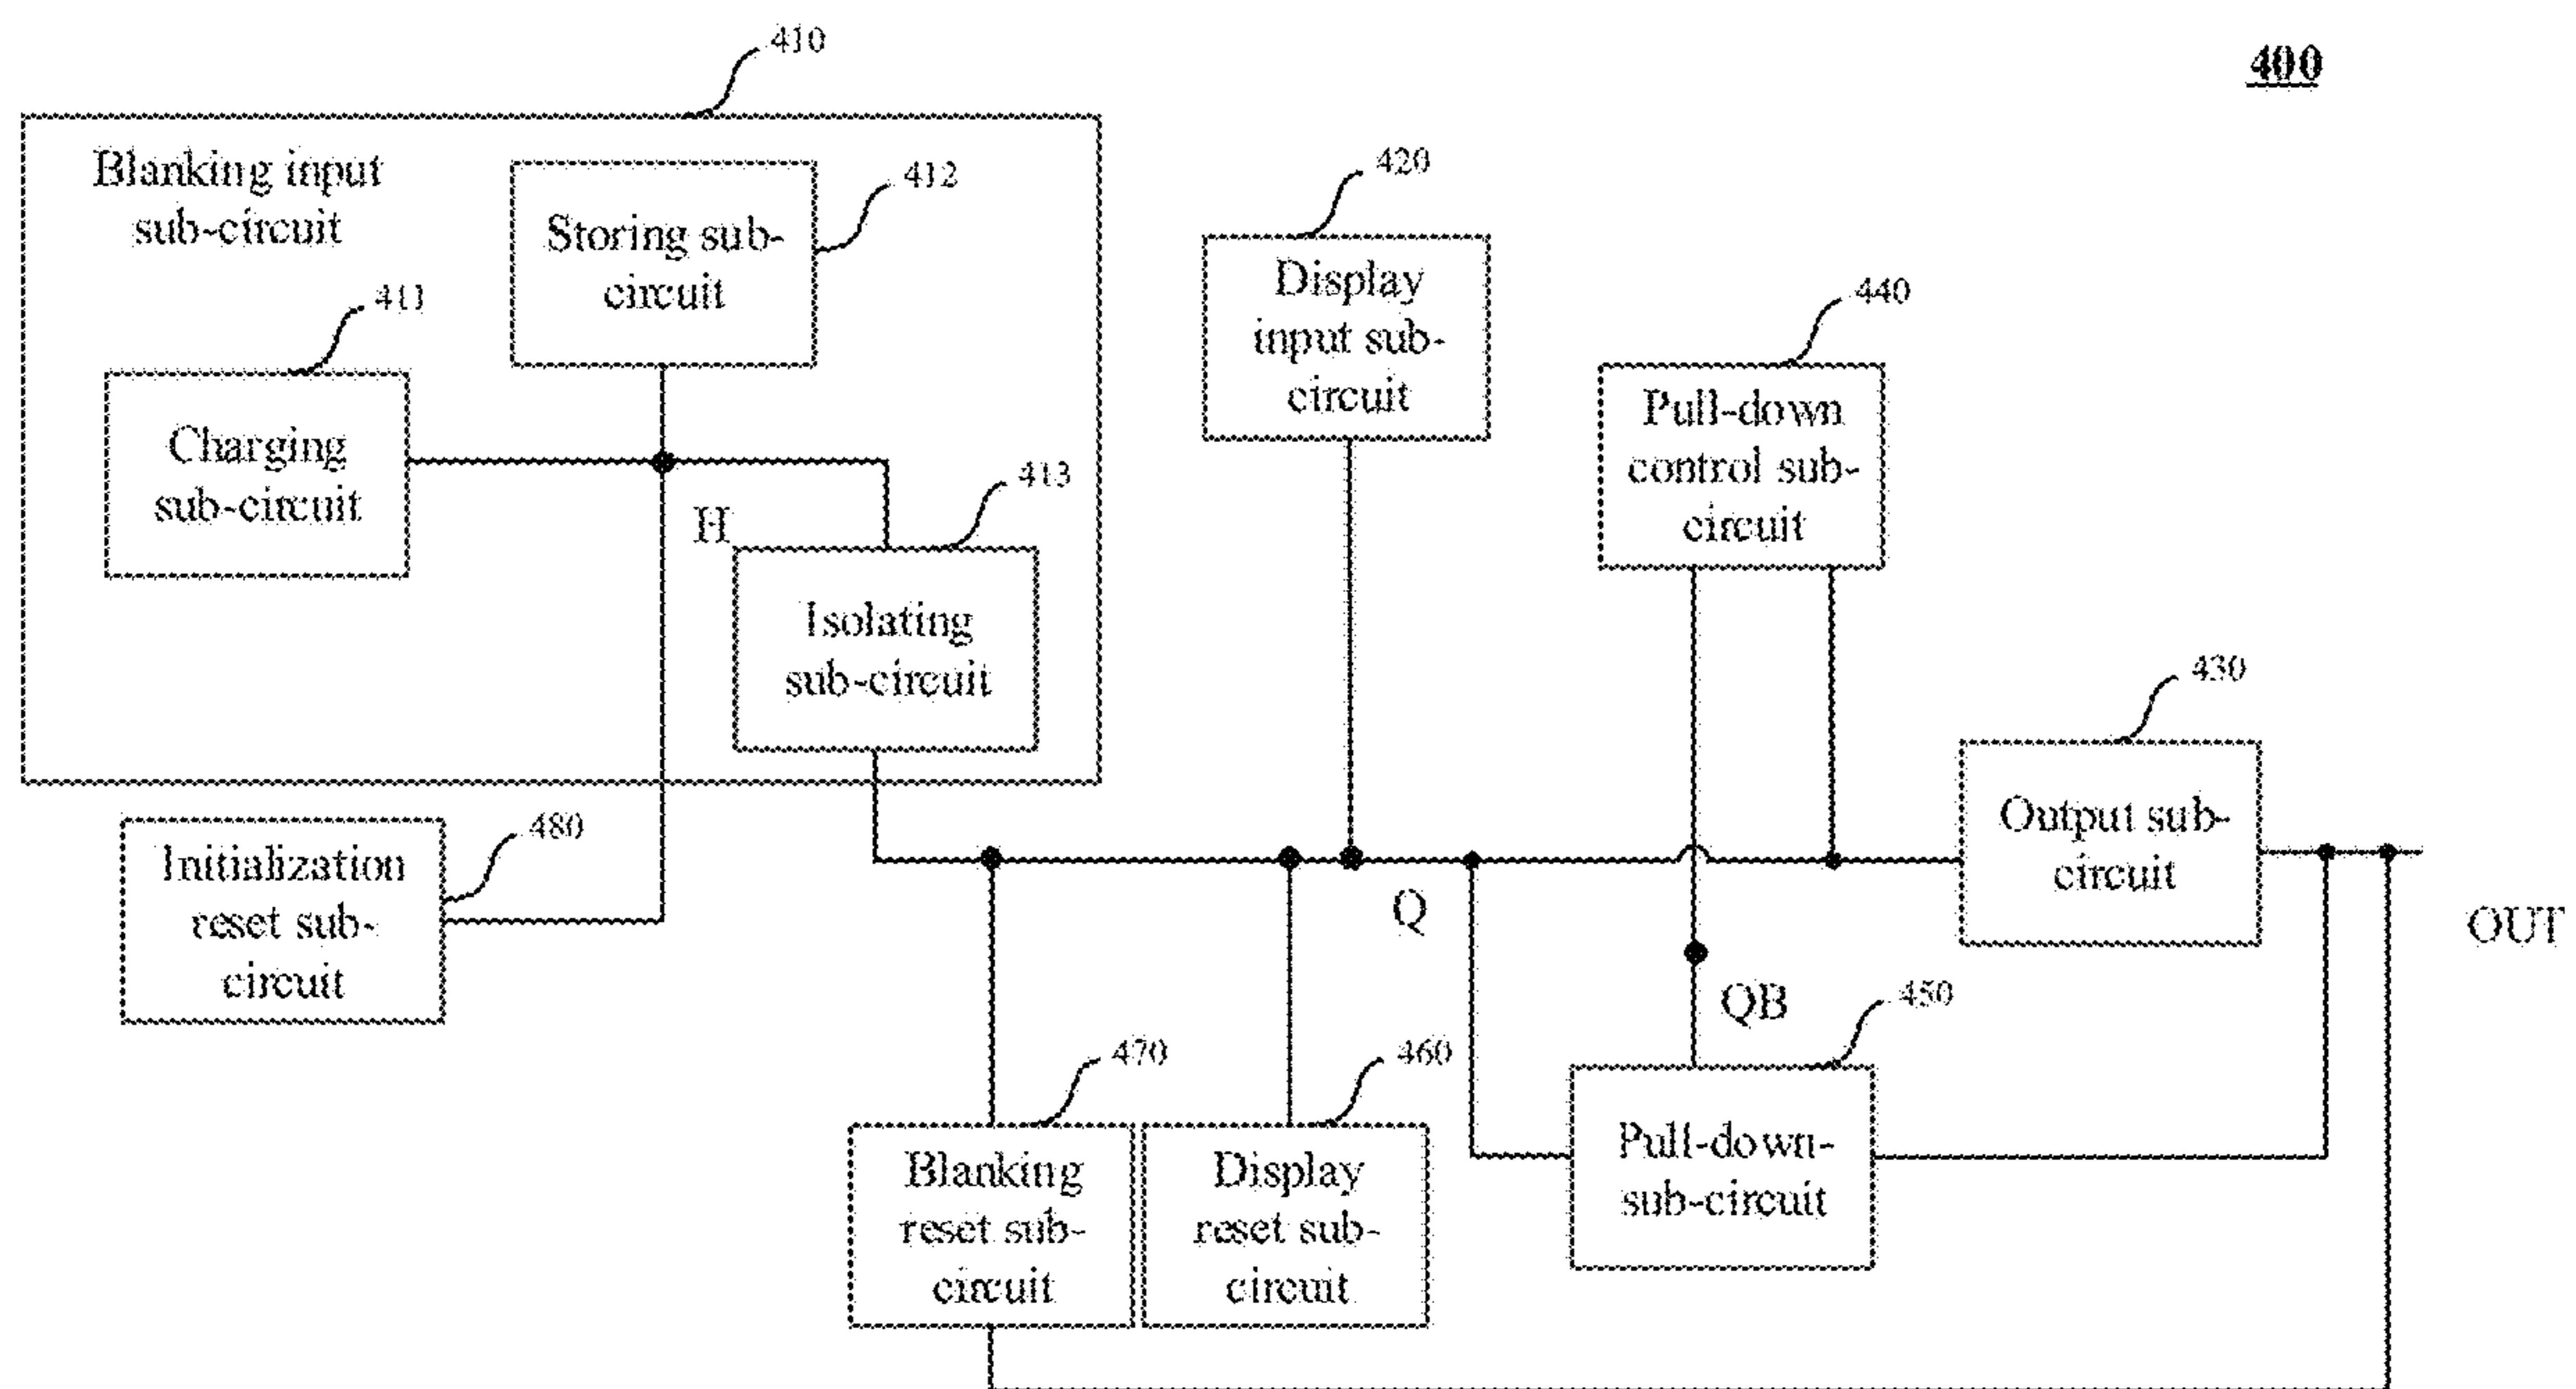 400
410
Blanking input
sub-circuit
412
Storing sub-
circuit
411
Charging
sub-circuit
H
413
Isolating
sub-circuit
420
Display
input sub-
circuit
440
Pull-down
control sub-
circuit
430
Output sub-
circuit
OUT
480
Initialization
reset sub-
circuit
Q
QB
450
Pull-down-
sub-circuit
470
Blanking
reset sub-
circuit
460
Display
reset sub-
circuit